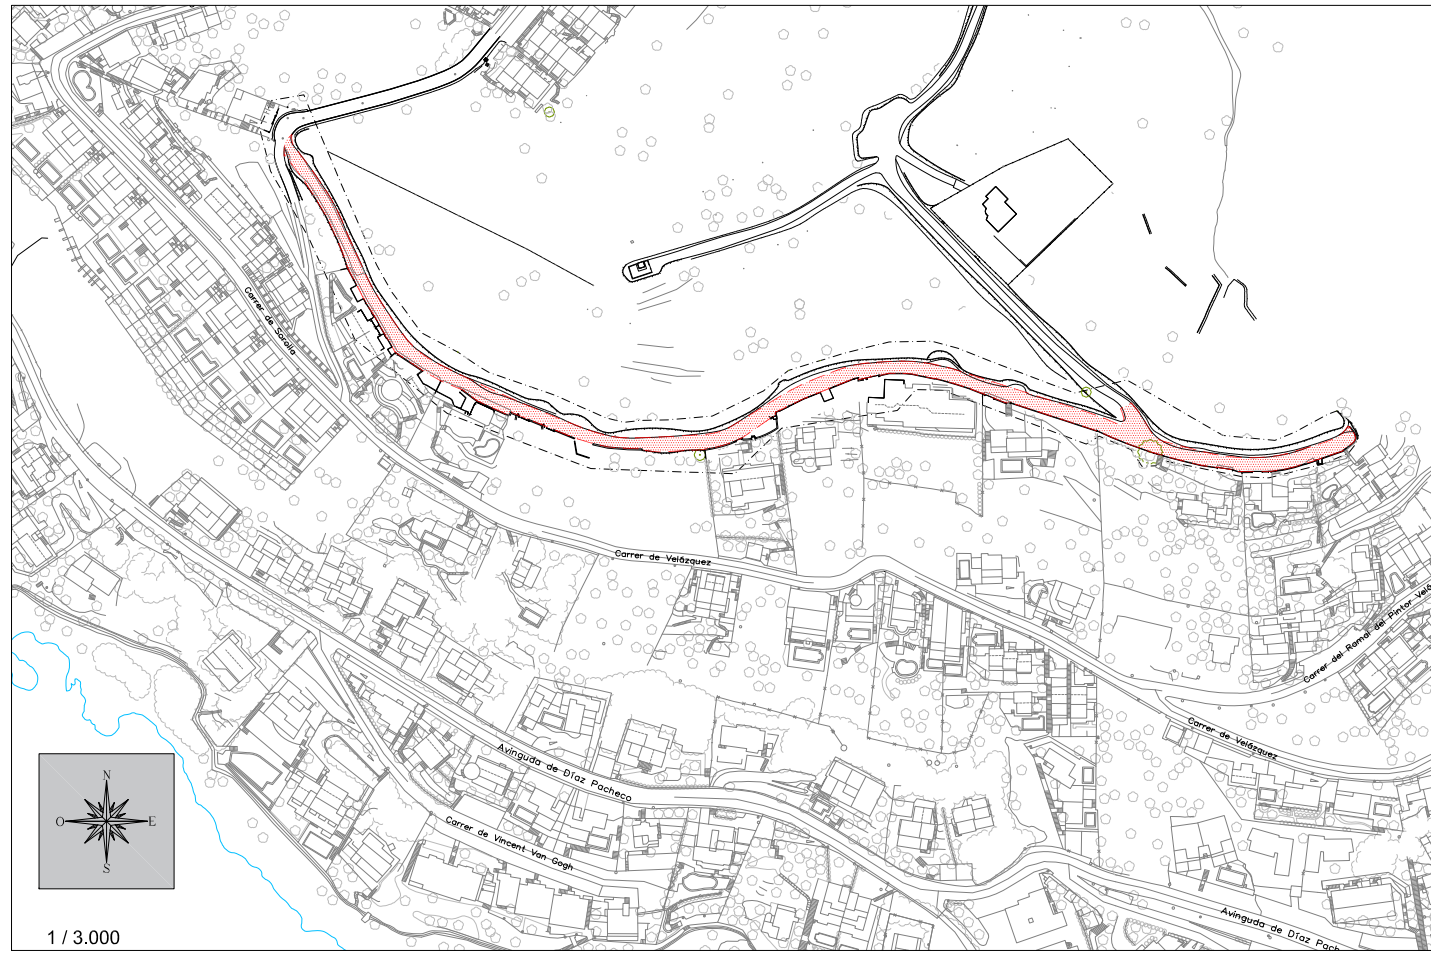 Carrer de Sorolla
Carrer de Velázquez
Carrer del Ramal del Pintor Veláz
Carrer de Velázquez
Avinguda de Díaz Pacheco
Carrer de Vincent Van Gogh
Avinguda de Díaz Pach
N
O
E
S
1 / 3.000